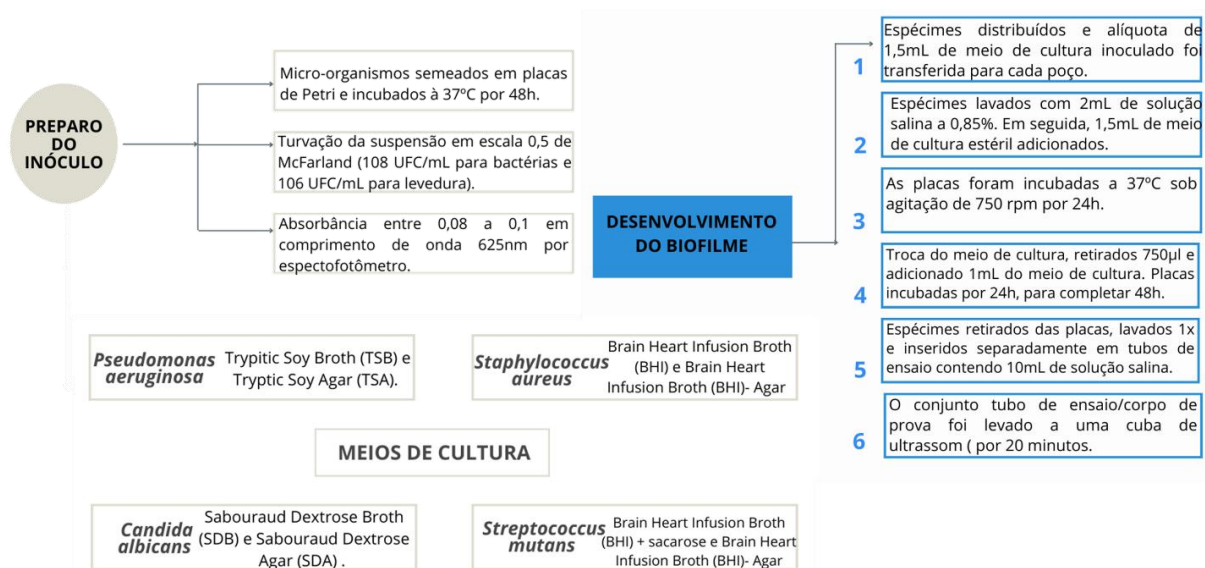 PREPARO
DO
INÓCULO
Micro-organismos semeados em placas
de Petri e incubados à 37ºC por 48h.
Turvação da suspensão em escala 0,5 de
McFarland (108 UFC/mL para bactérias e
106 UFC/mL para levedura).
Absorbância entre 0,08 a 0,1 em
comprimento de onda 625nm por
espectofotômetro.
Pseudomonas
aeruginosa
Trypitic Soy Broth (TSB) e
Tryptic Soy Agar (TSA).
Staphylococcus
aureus
Brain Heart Infusion Broth
(BHI) e Brain Heart
Infusion Broth (BHI)- Agar
MEIOS DE CULTURA
Candida
albicans
Sabouraud Dextrose Broth
(SDB) e Sabouraud Dextrose
Agar (SDA) .
Streptococcus
mutans
Brain Heart Infusion Broth
(BHI) + sacarose e Brain Heart
Infusion Broth (BHI)- Agar
DESENVOLVIMENTO
DO BIOFILME
1
Espécimes distribuídos e alíquota de
1,5mL de meio de cultura inoculado foi
transferida para cada poço.
2
Espécimes lavados com 2mL de solução
salina a 0,85%. Em seguida, 1,5mL de meio
de cultura estéril adicionados.
3
As placas foram incubadas a 37ºC sob
agitação de 750 rpm por 24h.
4
Troca do meio de cultura, retirados 750µl e
adicionado 1mL do meio de cultura. Placas
incubadas por 24h, para completar 48h.
5
Espécimes retirados das placas, lavados 1x
e inseridos separadamente em tubos de
ensaio contendo 10mL de solução salina.
6
O conjunto tubo de ensaio/corpo de
prova foi levado a uma cuba de
ultrassom ( por 20 minutos.